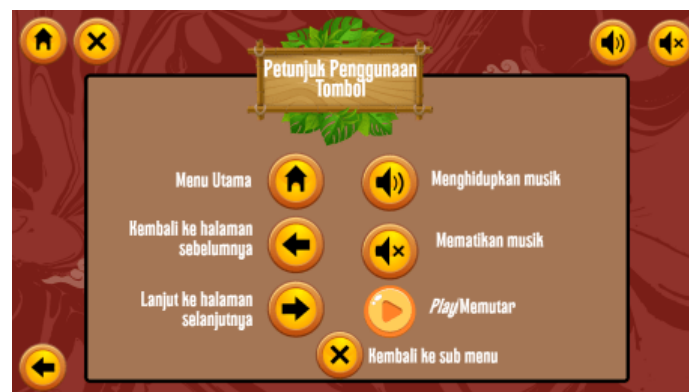 Petunjuk Penggunaan
Tombol
Menu Utama
Menghidupkan musik
Kembali ke halaman
sebelumnya
Mematikan musik
Lanjut ke halaman
selanjutnya
Play/Memutar
Kembali ke sub menu